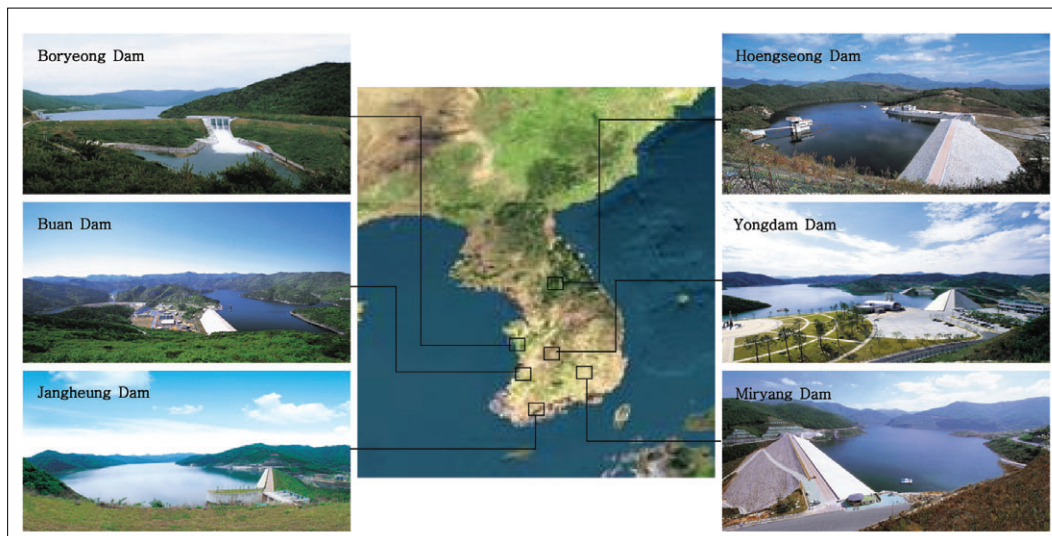 Boryeong Dam
Buan Dam
Jangheung Dam
Hoengseong Dam
Yongdam Dam
Miryang Dam